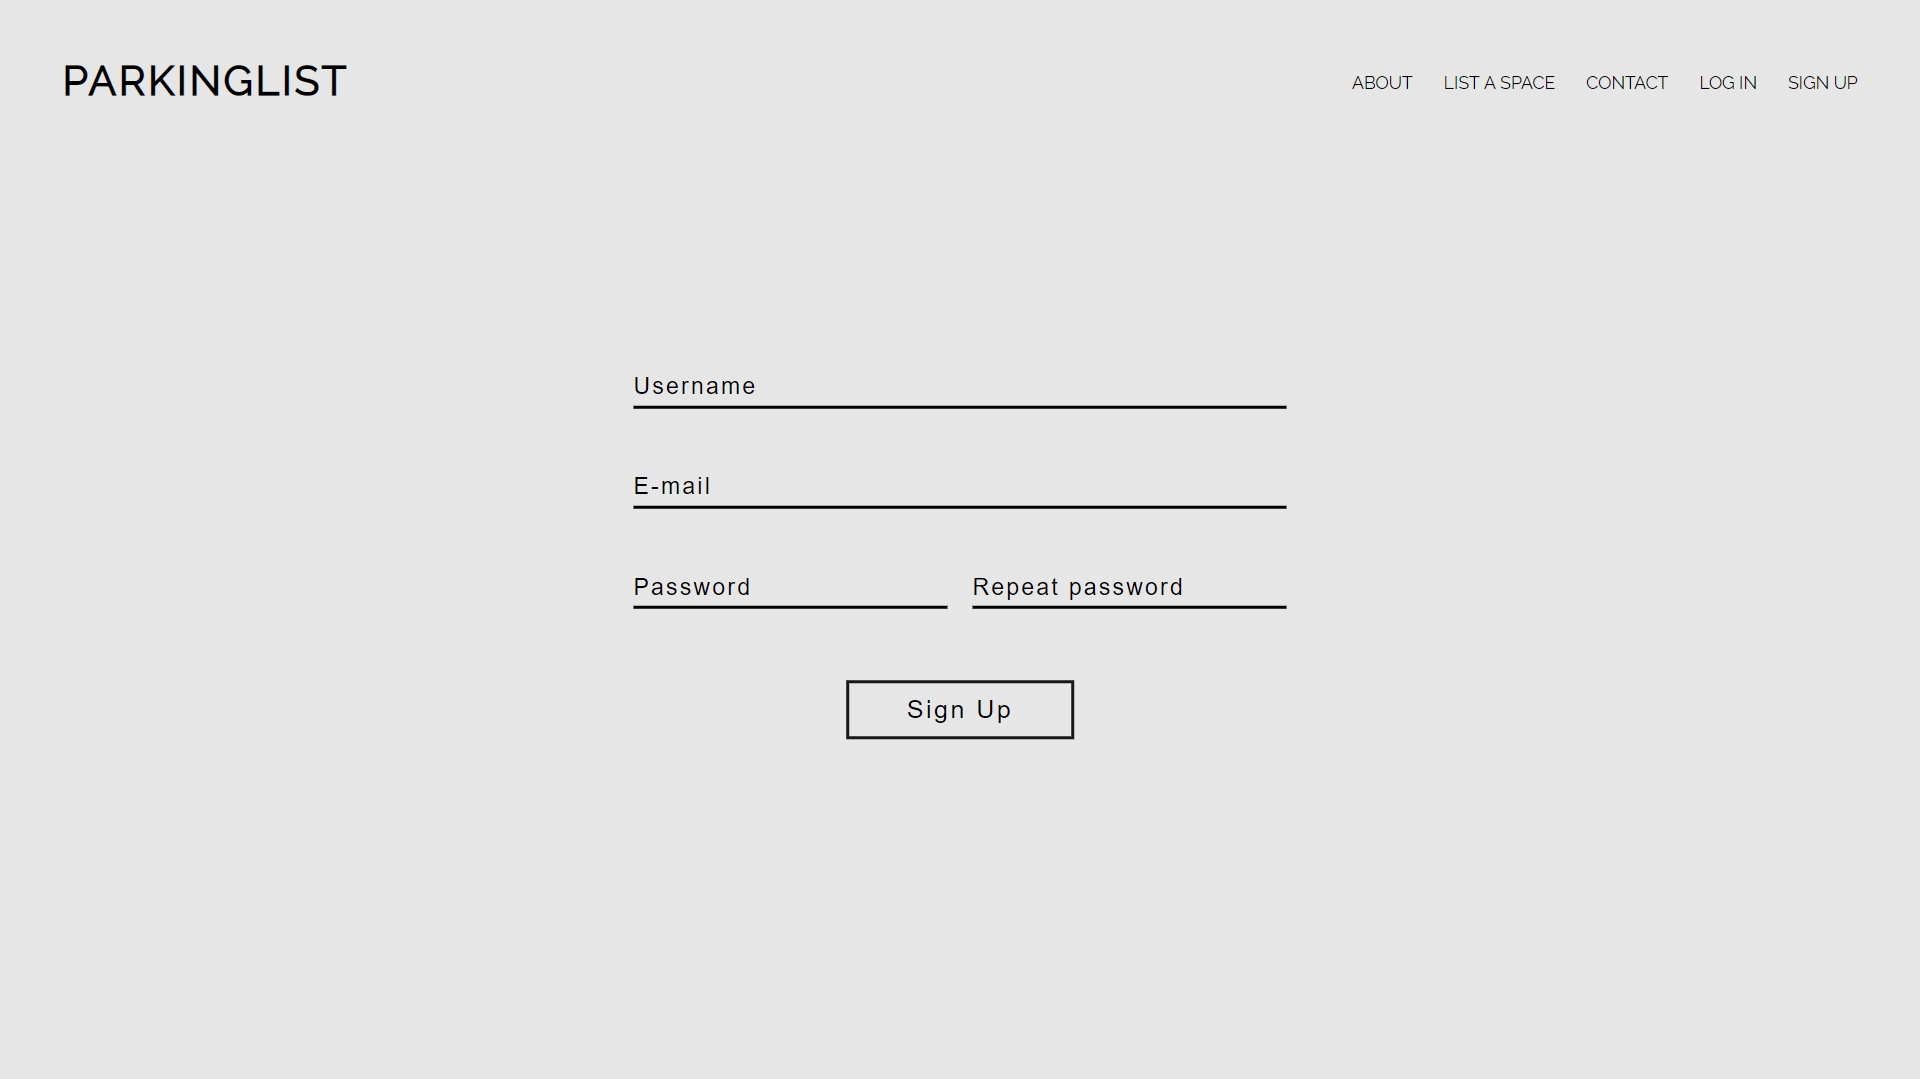 PARKINGLIST
ABOUT LIST A SPACE CONTACT LOG IN SIGN UP
Username
E-mail
Password Repeat password
Sign Up